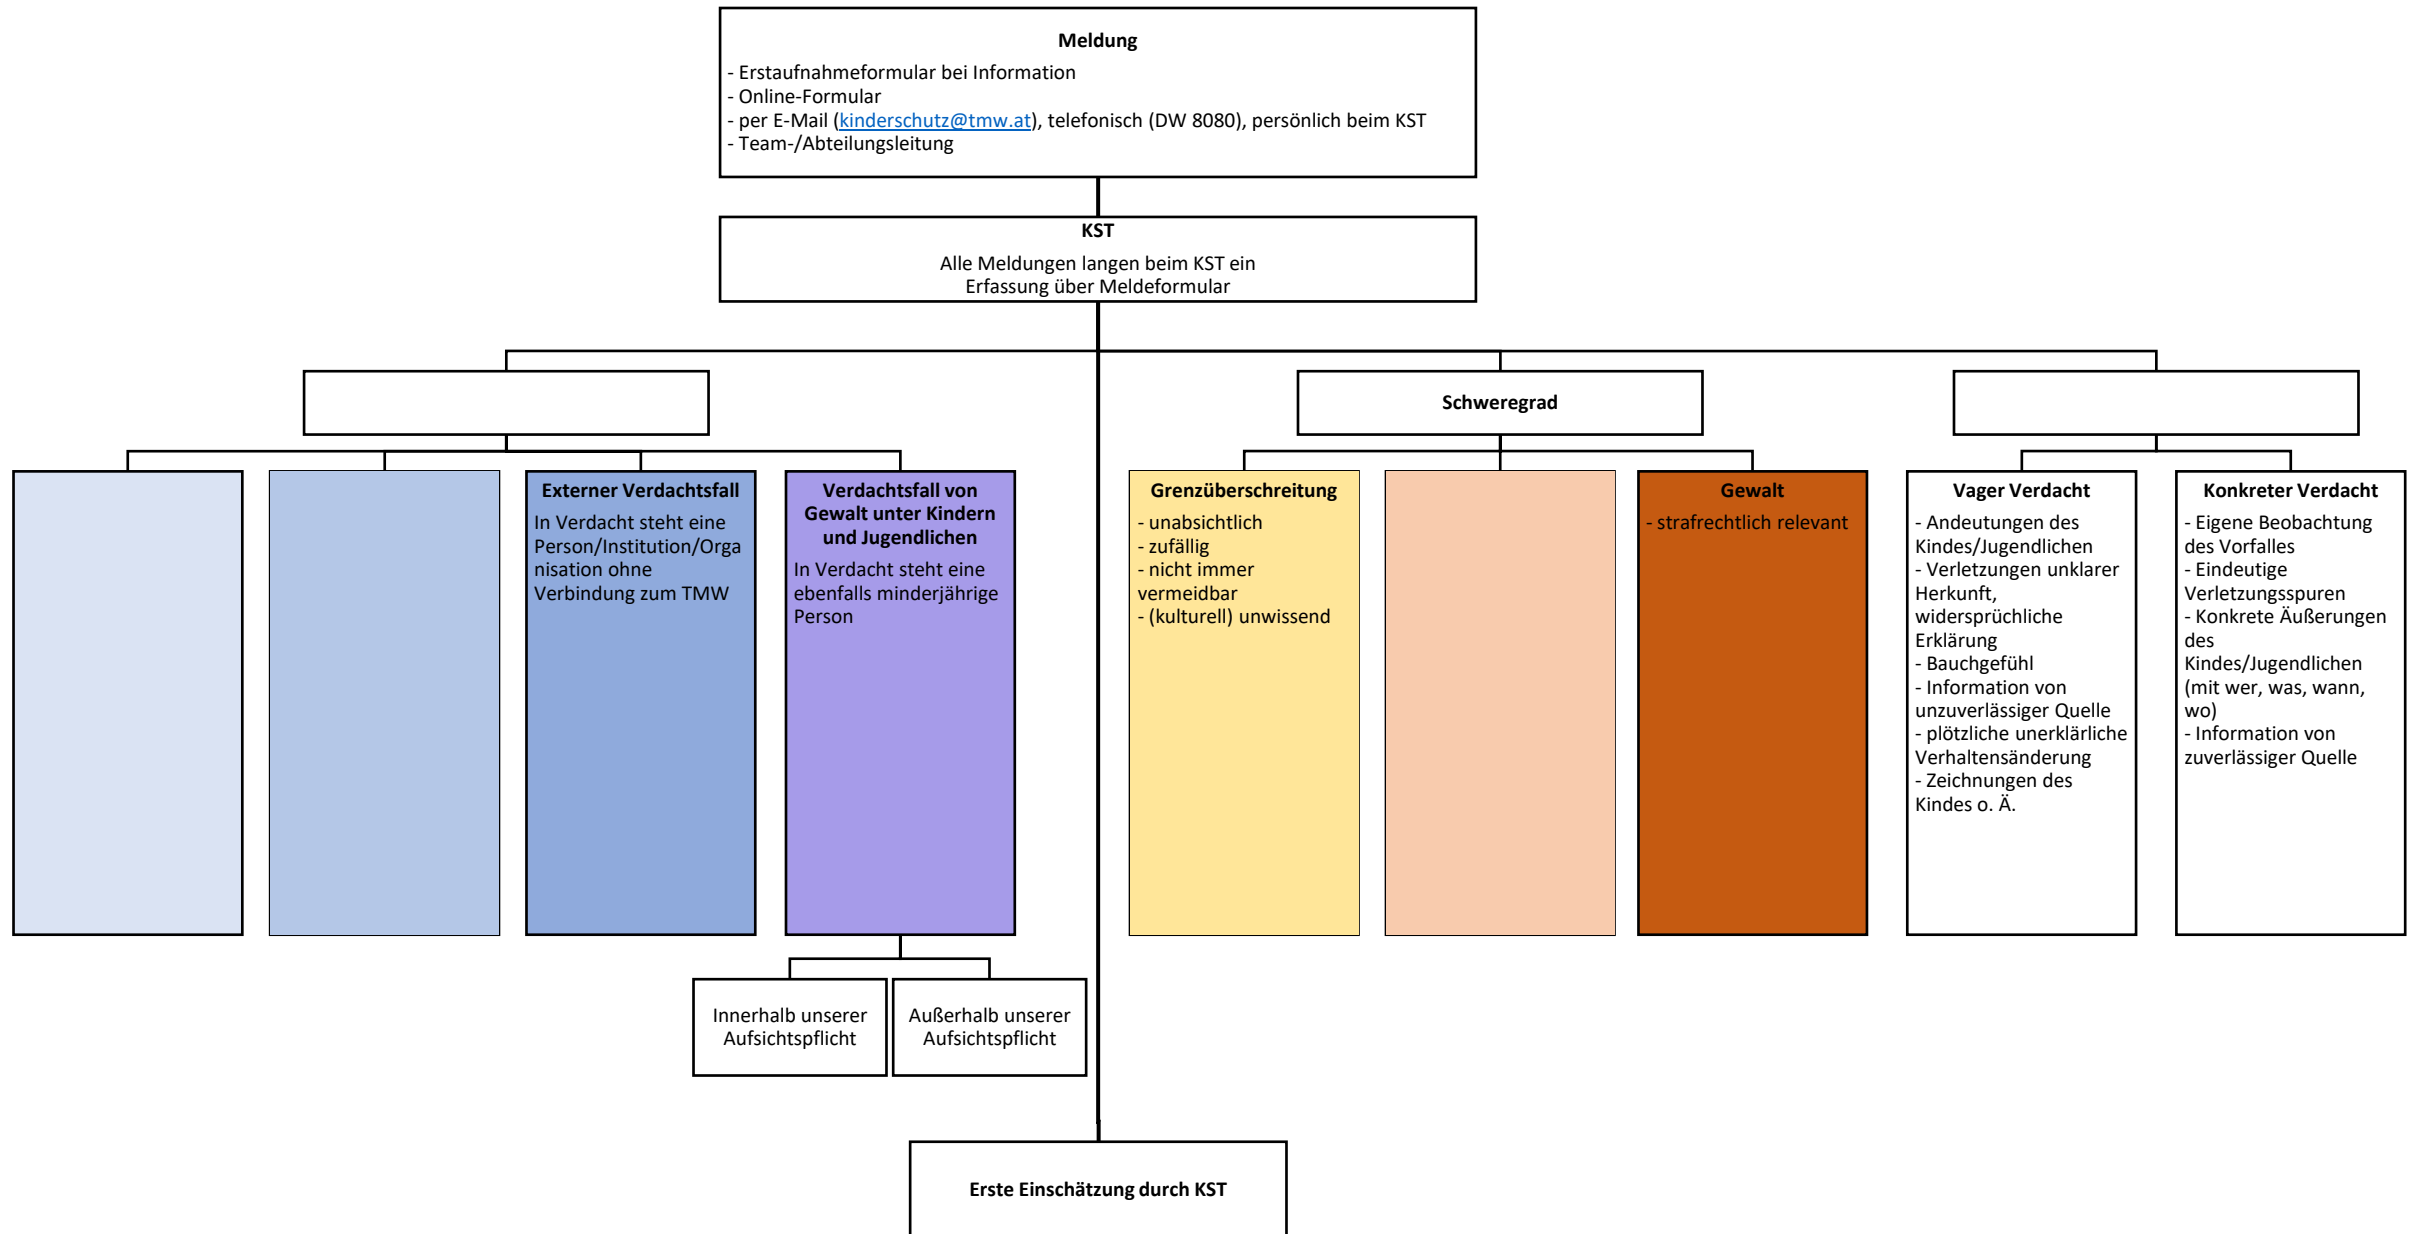 Meldung
- Erstaufnahmeformular bei Information
- Online-Formular
- per E-Mail (kinderschutz@tmw.at), telefonisch (DW 8080), persönlich beim KST
- Team-/Abteilungsleitung
KST
Alle Meldungen langen beim KST ein
Erfassung über Meldeformular
Schweregrad
Externer Verdachtsfall
In Verdacht steht eine
Person/Institution/Orga
nisation ohne
Verbindung zum TMW
Verdachtsfall von
Gewalt unter Kindern
und Jugendlichen
In Verdacht steht eine
ebenfalls minderjährige
Person
Grenzüberschreitung
- unabsichtlich
- zufällig
- nicht immer
vermeidbar
- (kulturell) unwissend
Gewalt
- strafrechtlich relevant
Vager Verdacht
- Andeutungen des
Kindes/Jugendlichen
- Verletzungen unklarer
Herkunft,
widersprüchliche
Erklärung
- Bauchgefühl
- Information von
unzuverlässiger Quelle
- plötzliche unerklärliche
Verhaltensänderung
- Zeichnungen des
Kindes o. Ä.
Konkreter Verdacht
- Eigene Beobachtung
des Vorfalles
- Eindeutige
Verletzungsspuren
- Konkrete Äußerungen
des
Kindes/Jugendlichen
(mit wer, was, wann,
wo)
- Information von
zuverlässiger Quelle
Innerhalb unserer
Aufsichtspflicht
Außerhalb unserer
Aufsichtspflicht
Erste Einschätzung durch KST